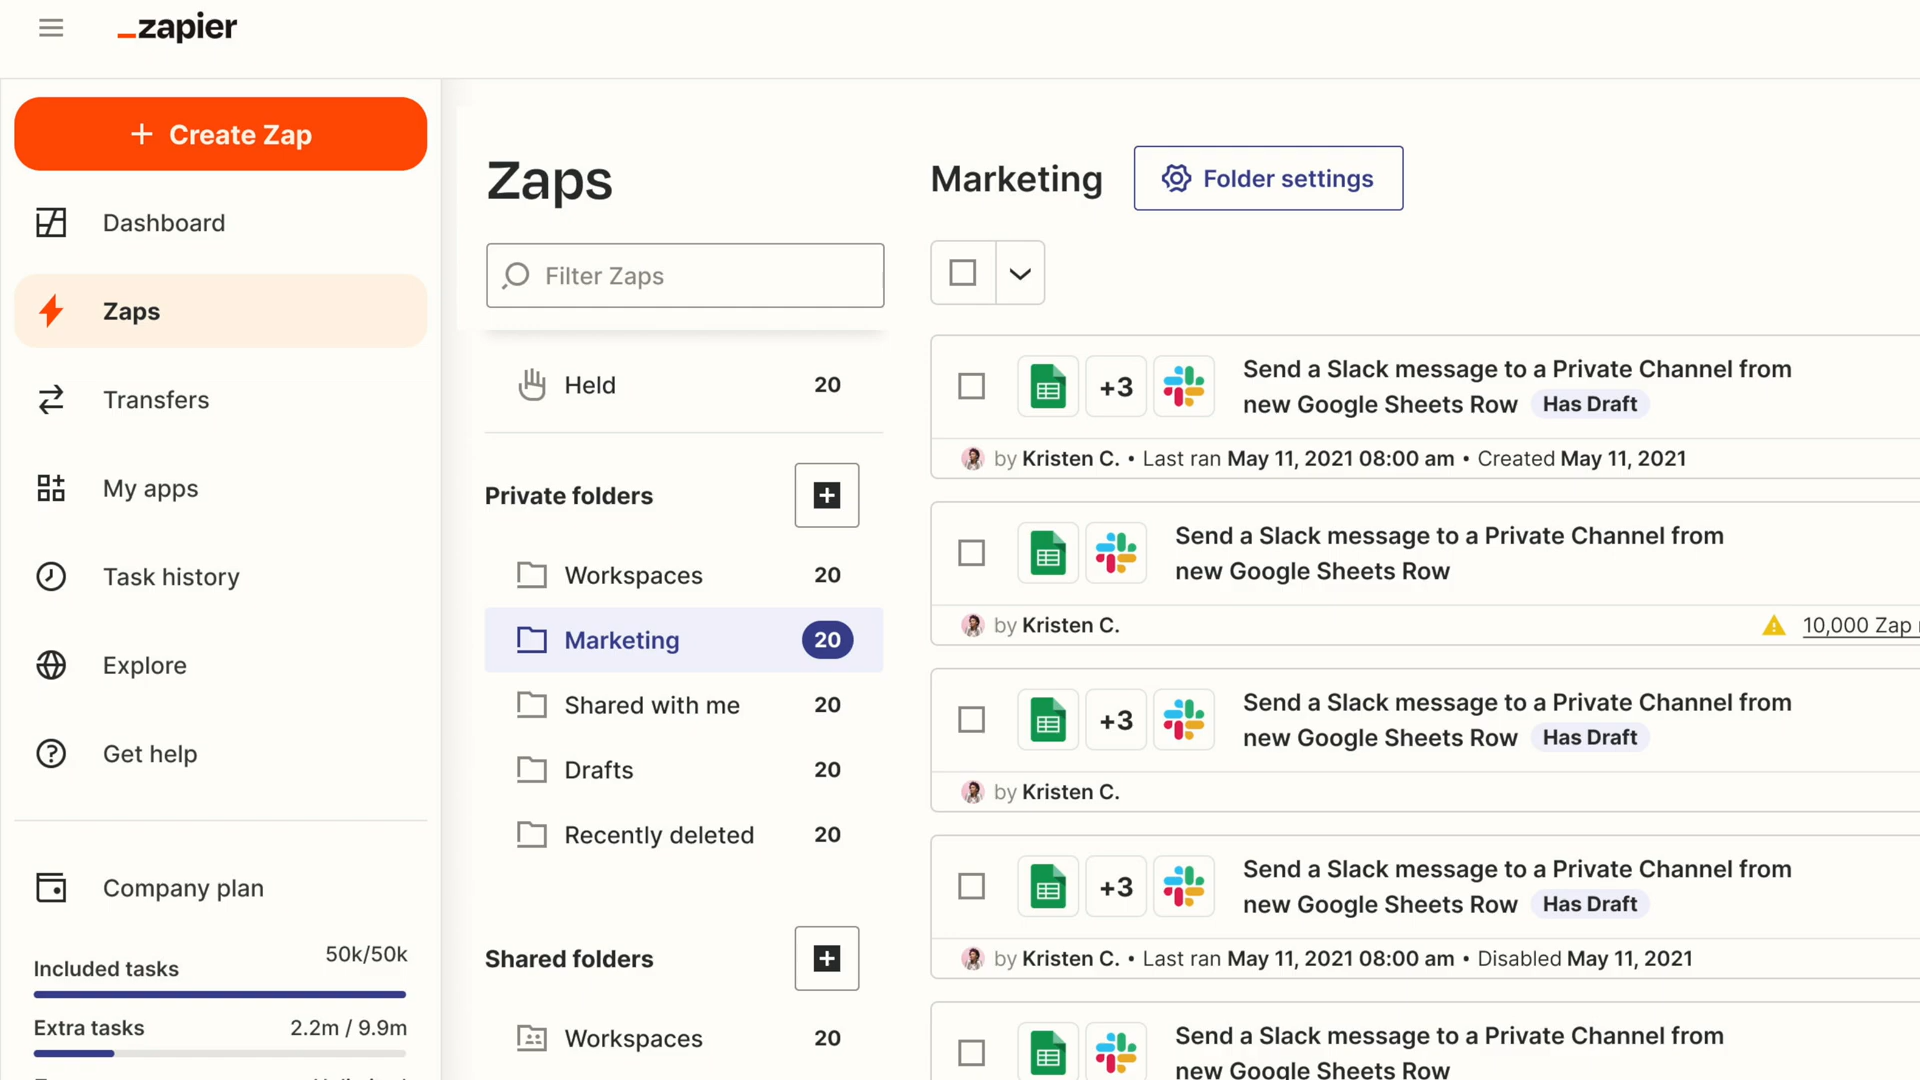 zapier
+ Create Zap
Dashboard
Zaps
Transfers
My apps
Task history
Explore
Get help
Company plan
Included tasks 50k/50k
Extra tasks 2.2m / 9.9m
Zaps
Filter Zaps
Held 20
Private folders
Workspaces 20
Marketing 20
Shared with me 20
Drafts 20
Recently deleted 20
Shared folders
Workspaces 20
Marketing
Folder settings
+3
Send a Slack message to a Private Channel from
new Google Sheets Row Has Draft
by Kristen C. • Last ran May 11, 2021 08:00 am • Created May 11, 2021
Send a Slack message to a Private Channel from
new Google Sheets Row
by Kristen C.
10,000 Zap
+3
Send a Slack message to a Private Channel from
new Google Sheets Row Has Draft
by Kristen C.
+3
Send a Slack message to a Private Channel from
new Google Sheets Row Has Draft
by Kristen C. • Last ran May 11, 2021 08:00 am • Disabled May 11, 2021
Send a Slack message to a Private Channel from
new Google Sheets Row